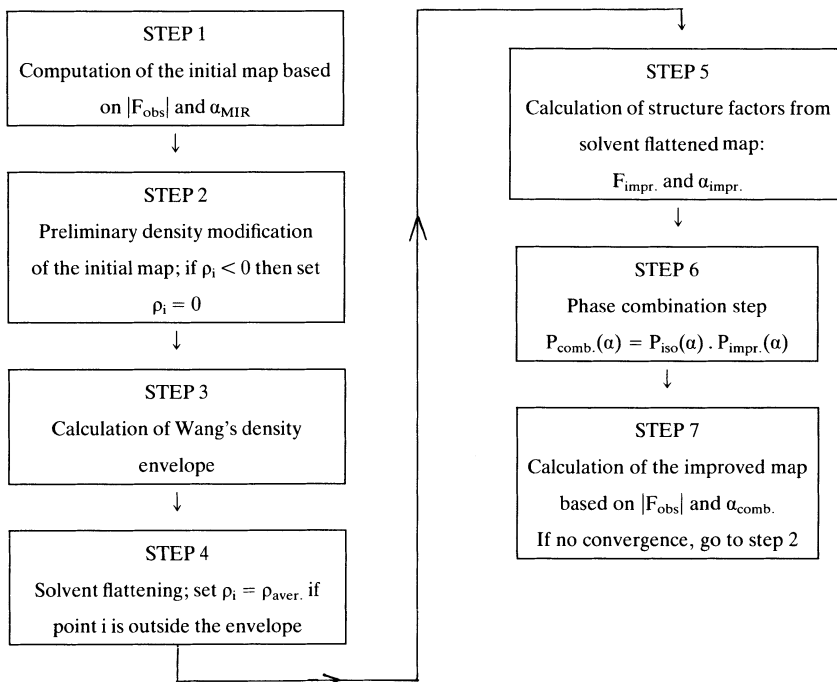 STEP 1
Computation of the initial map based
on |F_obs| and α_MIR
STEP 2
Preliminary density modification
of the initial map; if ρ_i < 0 then set
ρ_i = 0
STEP 3
Calculation of Wang's density
envelope
STEP 4
Solvent flattening; set ρ_i = ρ_aver. if
point i is outside the envelope
STEP 5
Calculation of structure factors from
solvent flattened map:
F_impr. and α_impr.
STEP 6
Phase combination step
P_comb.(α) = P_iso(α) . P_impr.(α)
STEP 7
Calculation of the improved map
based on |F_obs| and α_comb.
If no convergence, go to step 2